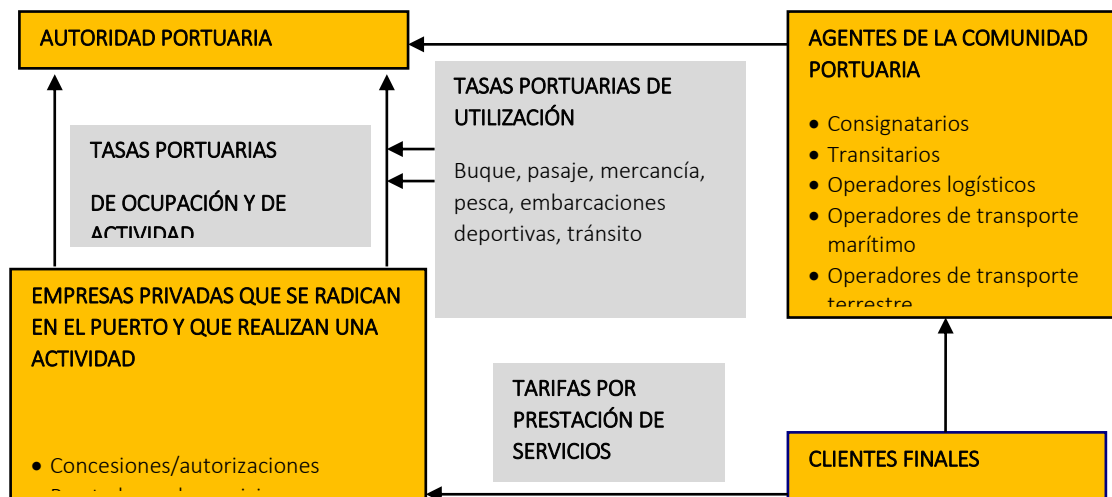 AUTORIDAD PORTUARIA
AGENTES DE LA COMUNIDAD
PORTUARIA
• Consignatarios
• Transitarios
• Operadores logísticos
• Operadores de transporte
marítimo
• Operadores de transporte
terrestre
TASAS PORTUARIAS DE
UTILIZACIÓN
Buque, pasaje, mercancía,
pesca, embarcaciones
deportivas, tránsito
TASAS PORTUARIAS
DE OCUPACIÓN Y DE
ACTIVIDAD
EMPRESAS PRIVADAS QUE SE RADICAN
EN EL PUERTO Y QUE REALIZAN UNA
ACTIVIDAD
• Concesiones/autorizaciones
TARIFAS POR
PRESTACIÓN DE
SERVICIOS
CLIENTES FINALES